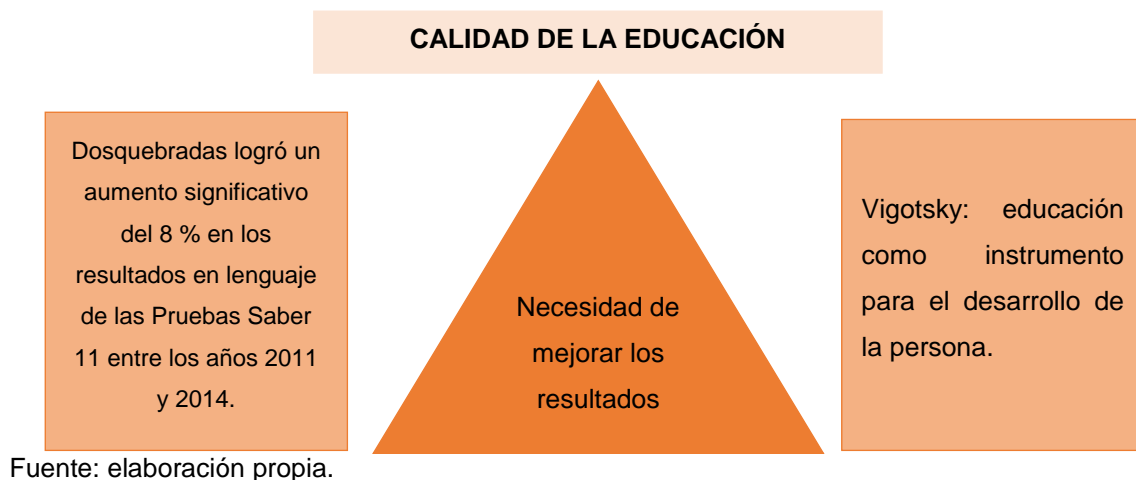 CALIDAD DE LA EDUCACIÓN
Dosquebradas logró un
aumento significativo
del 8 % en los
resultados en lenguaje
de las Pruebas Saber
11 entre los años 2011
y 2014.
Necesidad de
mejorar los
resultados
Vigotsky: educación
como instrumento
para el desarrollo de
la persona.
Fuente: elaboración propia.